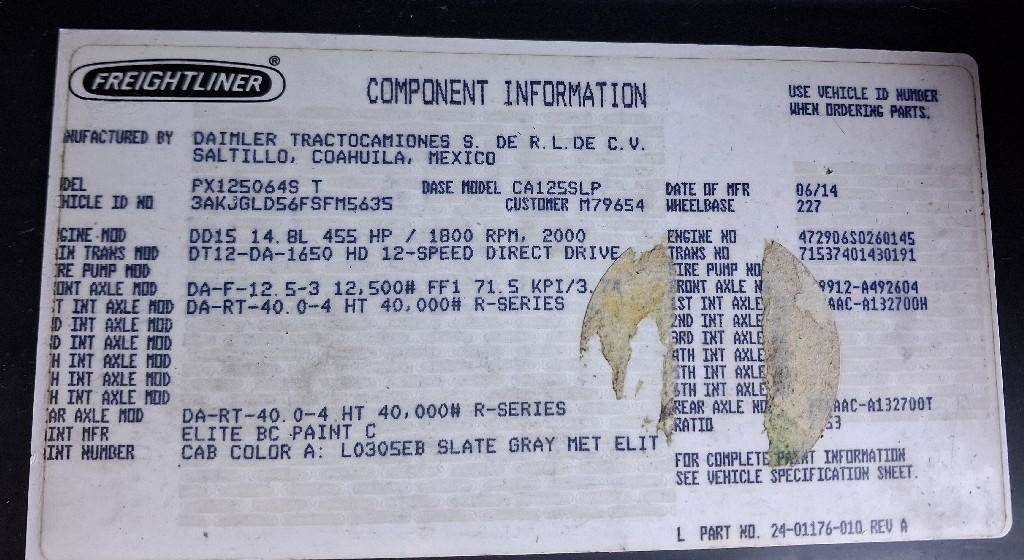 FREIGHTLINER ®
COMPONENT INFORMATION
USE VEHICLE ID NUMBER
WHEN ORDERING PARTS.
NUFACTURED BY DAIMLER TRACTOCAMIONES S. DE R.L.DE C.V.
SALTILLO, COAHUILA, MEXICO
DEL PX125064S T BASE MODEL CA125SLP DATE OF MFR 06/14
HICLE ID NO 3AKJGLD56FSFM5635 CUSTOMER M79654 WHEELBASE 227
GINE MOD DD15 14.8L 455 HP / 1800 RPM, 2000 ENGINE NO 472906S0260145
IN TRANS MOD DT12-DA-1650 HD 12-SPEED DIRECT DRIVE TRANS NO 71537401430191
IRE PUMP MOD FIRE PUMP NO
ONT AXLE MOD DA-F-12.5-3 12,500# FF1 71.5 KPI/3. FRONT AXLE N 9912-A492604
T INT AXLE MOD DA-RT-40.0-4 HT 40,000# R-SERIES 1ST INT AXLE AAC-A132700H
D INT AXLE MOD 2ND INT AXLE
D INT AXLE MOD 3RD INT AXLE
H INT AXLE MOD 4TH INT AXLE
H INT AXLE MOD 5TH INT AXLE
H INT AXLE MOD 6TH INT AXLE
AR AXLE MOD DA-RT-40.0-4 HT 40,000# R-SERIES REAR AXLE NO AAC-A132700T
INT MFR ELITE BC PAINT C RATIO 53
INT NUMBER CAB COLOR A: L0305EB SLATE GRAY MET ELIT
FOR COMPLETE PAINT INFORMATION
SEE VEHICLE SPECIFICATION SHEET.
L PART NO. 24-01176-010 REV A